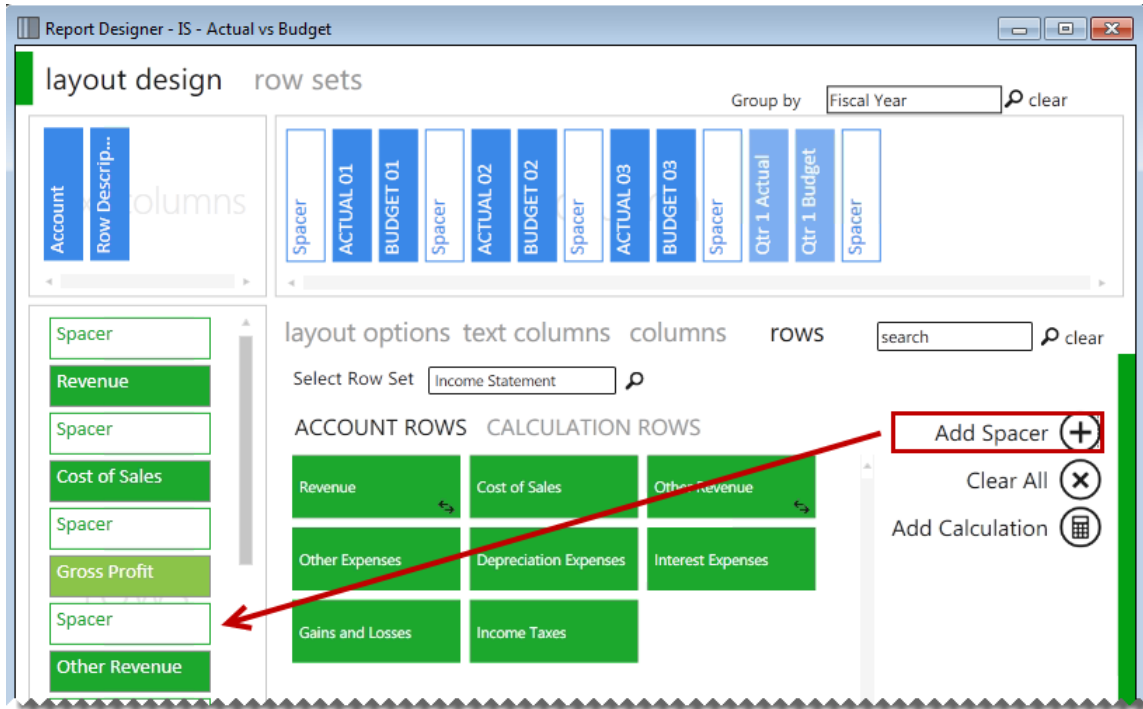 Report Designer - IS - Actual vs Budget
layout design row sets
Group by Fiscal Year clear
Account
Row Descrip...
columns
Spacer
ACTUAL 01
BUDGET 01
Spacer
ACTUAL 02
BUDGET 02
Spacer
ACTUAL 03
BUDGET 03
Spacer
Qtr 1 Actual
Qtr 1 Budget
Spacer
Spacer
Revenue
Spacer
Cost of Sales
Spacer
Gross Profit
Spacer
Other Revenue
layout options text columns columns rows search clear
Select Row Set Income Statement
ACCOUNT ROWS CALCULATION ROWS
Revenue Cost of Sales Other Revenue
Other Expenses Depreciation Expenses Interest Expenses
Gains and Losses Income Taxes
Add Spacer
Clear All
Add Calculation